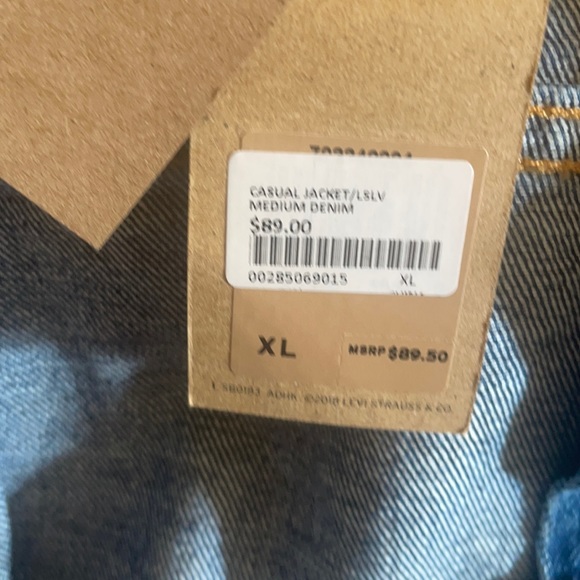 CASUAL JACKET/LSLV
MEDIUM DENIM
$89.00
00285069015 XL
XL MSRP $89.50
©2018 LEVI STRAUSS & CO.